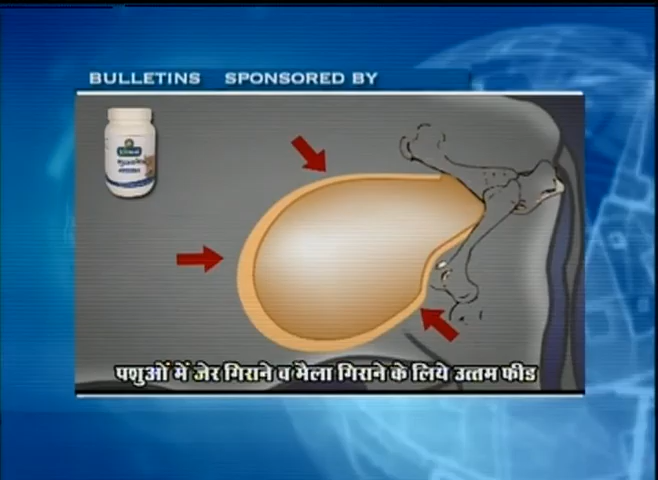 BULLETINS SPONSORED BY
पशुओं में जेर गिराने व मैला गिराने के लिये उत्तम फीड